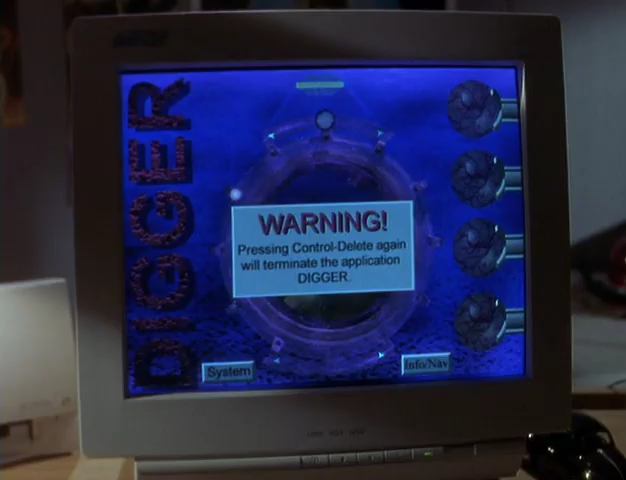 DIGGER
WARNING!
Pressing Control-Delete again
will terminate the application
DIGGER.
System
Info/Nav